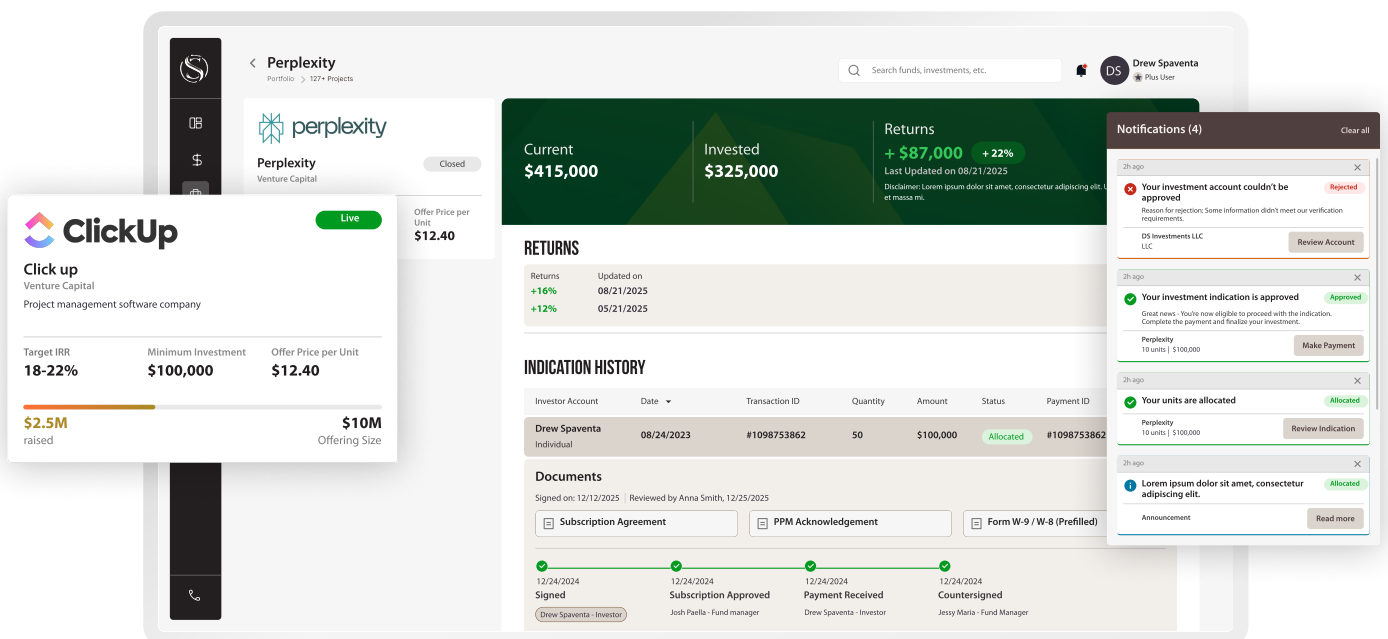 Perplexity
Portfolio > 127+ Projects
Search funds, investments, etc.
DS
Drew Spaventa
Plus User
perplexity
Perplexity
Closed
Venture Capital
Offer Price per
Unit
$12.40
Current
$415,000
Invested
$325,000
Returns
+ $87,000
+ 22%
Last Updated on 08/21/2025
Disclaimer: Lorem ipsum dolor sit amet, consectetur adipiscing elit. U
et massa mi.
RETURNS
Returns Updated on
+16% 08/21/2025
+12% 05/21/2025
INDICATION HISTORY
Investor Account Date Transaction ID Quantity Amount Status Payment ID
Drew Spaventa 08/24/2023 #1098753862 50 $100,000 Allocated #1098753862
Individual
Documents
Signed on: 12/12/2025 | Reviewed by Anna Smith, 12/25/2025
Subscription Agreement
PPM Acknowledgement
Form W-9 / W-8 (Prefilled)
12/24/2024 12/24/2024 12/24/2024 12/24/2024
Signed Subscription Approved Payment Received Countersigned
Drew Spaventa - Investor Josh Paella - Fund manager Drew Spaventa - Investor Jessy Maria - Fund Manager
ClickUp
Live
Click up
Venture Capital
Project management software company
Target IRR Minimum Investment Offer Price per Unit
18-22% $100,000 $12.40
$2.5M $10M
raised Offering Size
Notifications (4) Clear all
2h ago
Your investment account couldn't be
approved
Rejected
Reason for rejection: Some information didn't meet our verification
requirements.
DS Investments LLC
LLC
Review Account
2h ago
Your investment indication is approved
Approved
Great news - You're now eligible to proceed with the indication.
Complete the payment and finalize your investment.
Perplexity
10 units | $100,000
Make Payment
2h ago
Your units are allocated
Allocated
Perplexity
10 units | $100,000
Review Indication
2h ago
Lorem ipsum dolor sit amet, consectetur
adipiscing elit.
Allocated
Announcement
Read more